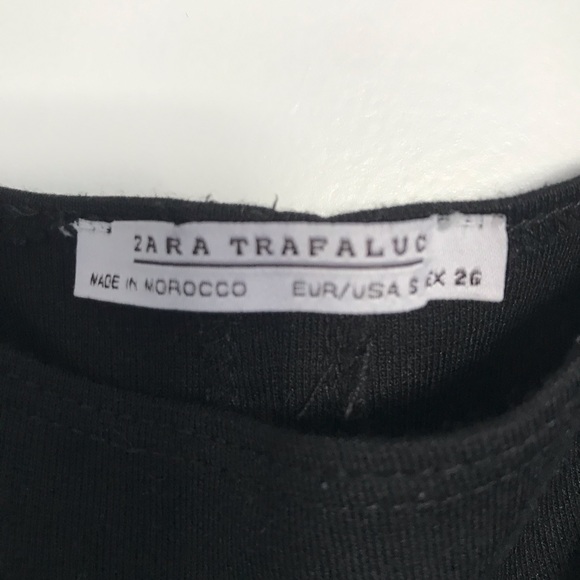 ZARA TRAFALUC
MADE IN MOROCCO EUR/USA S EX 26